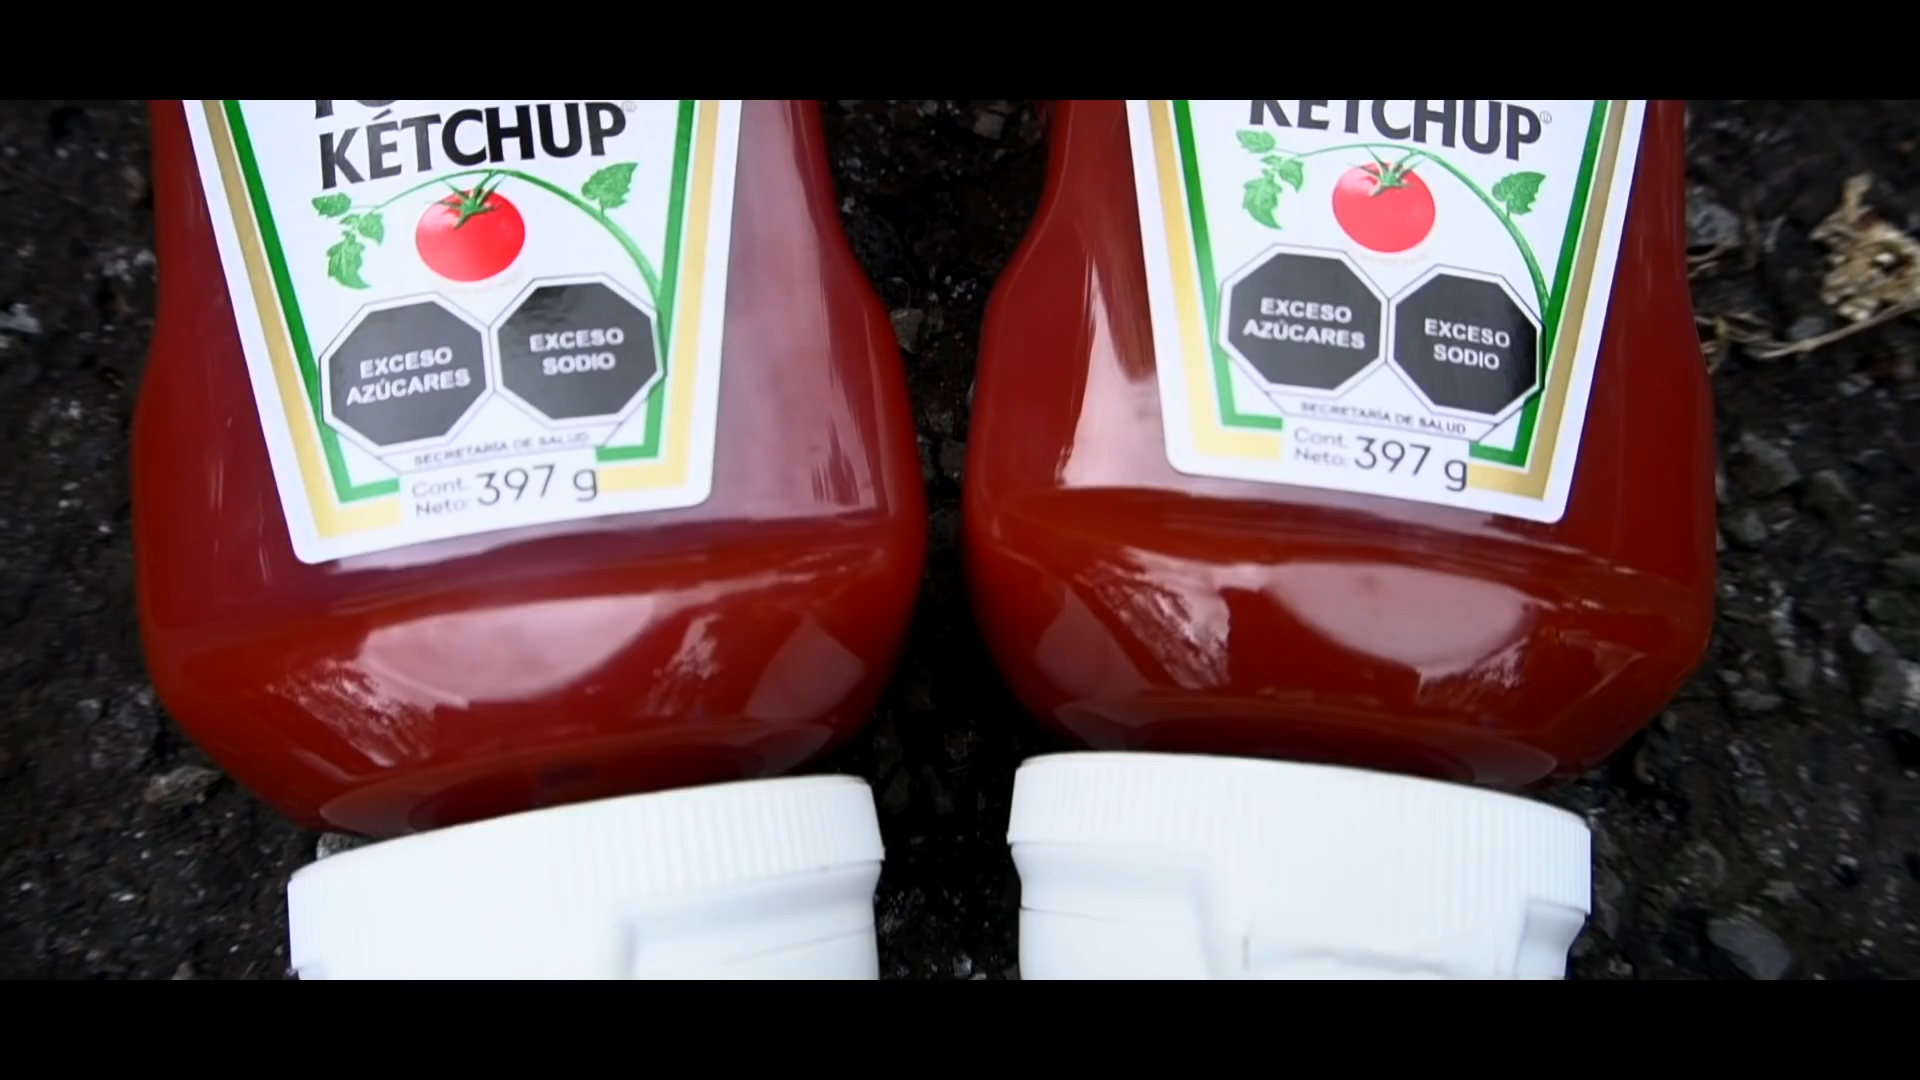 KÉTCHUP®
EXCESO
AZÚCARES
EXCESO
SODIO
SECRETARÍA DE SALUD
Cont.
Neto: 397 g
KETCHUP®
EXCESO
AZÚCARES
EXCESO
SODIO
SECRETARÍA DE SALUD
Cont.
Neto: 397 g